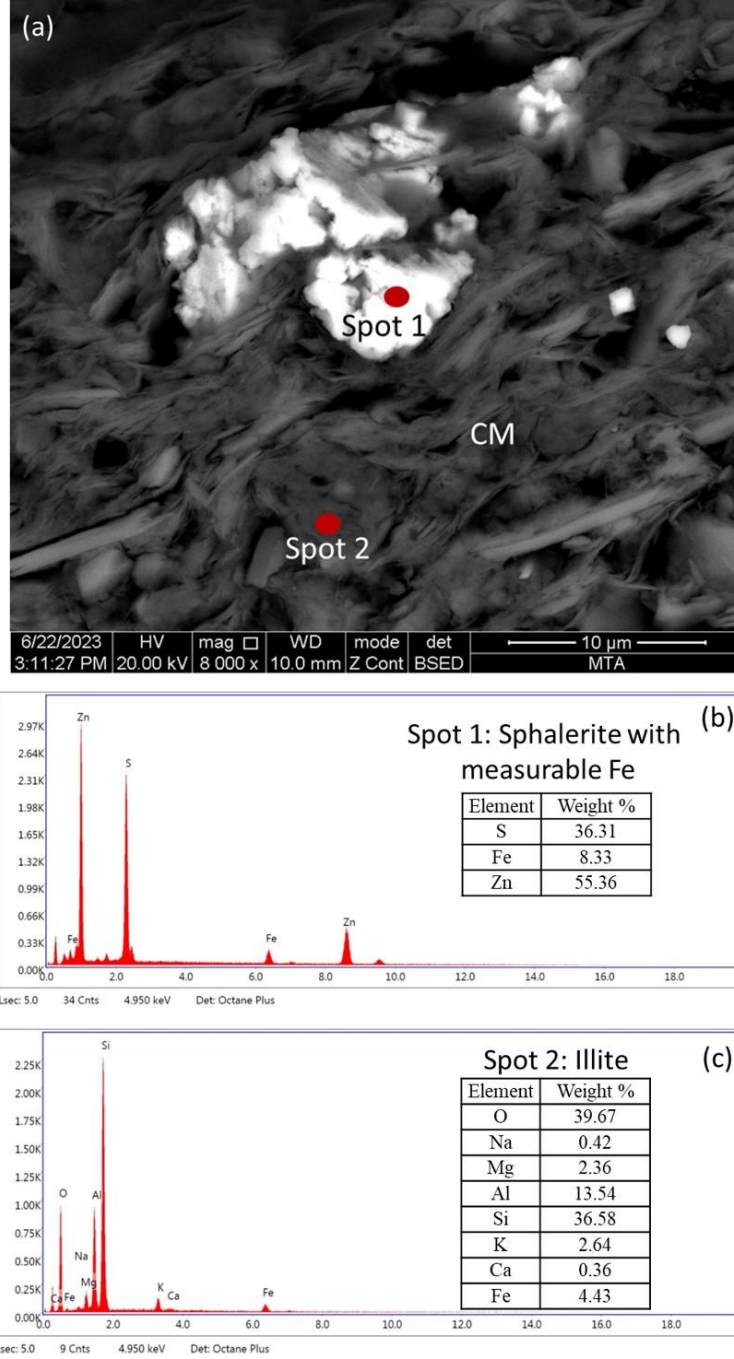 (a)
Spot 1
CM
Spot 2
6/22/2023 HV mag WD mode det 10 µm
3:11:27 PM 20.00 kV 8 000 x 10.0 mm Z Cont BSED MTA
(b)
Spot 1: Sphalerite with
measurable Fe
Element Weight %
S 36.31
Fe 8.33
Zn 55.36
Zn
S
Fe
Fe
Zn
2.97K
2.64K
2.31K
1.98K
1.65K
1.32K
0.99K
0.66K
0.33K
0.00K
0.0 2.0 4.0 6.0 8.0 10.0 12.0 14.0 16.0 18.0
Lsec: 5.0 34 Cnts 4.950 keV Det: Octane Plus
(c)
Spot 2: Illite
Element Weight %
O 39.67
Na 0.42
Mg 2.36
Al 13.54
Si 36.58
K 2.64
Ca 0.36
Fe 4.43
Si
O
Al
Na
Mg
Ca Fe
K
Ca
Fe
2.25K
2.00K
1.75K
1.50K
1.25K
1.00K
0.75K
0.50K
0.25K
0.00K
0.0 2.0 4.0 6.0 8.0 10.0 12.0 14.0 16.0 18.0
sec: 5.0 9 Cnts 4.950 keV Det: Octane Plus